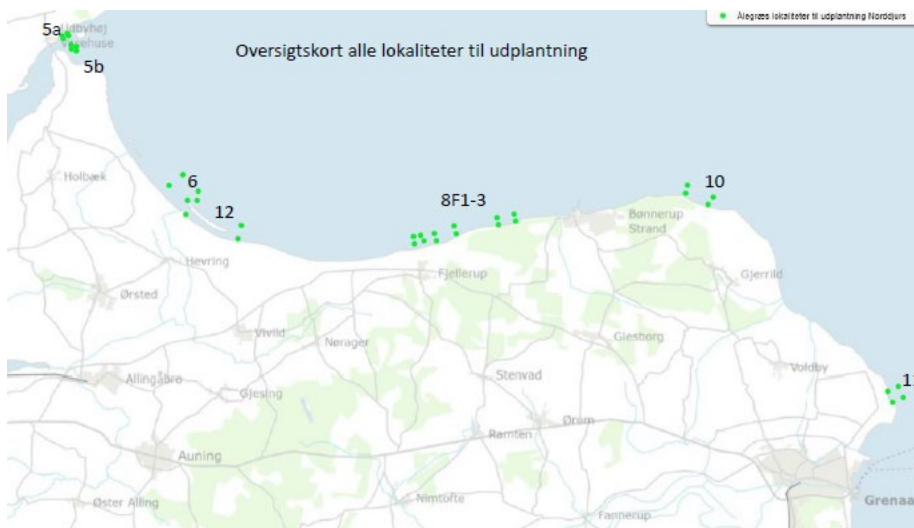 Ålegræs lokaliteter til udplantning Norddjurs
Oversigtskort alle lokaliteter til udplantning
5a
Udbyhøj
5b
Holbæk
6
12
8F1-3
10
Bønnerup
Strand
Hevring
Fjellerup
Gjerrild
Ørsted
Vivild
Nørager
Glesborg
Voldby
Allingåbro
Gjesing
Stenvad
Ørum
Ramten
Auning
Øster Alling
Nimtofte
Fannerup
Grenaa